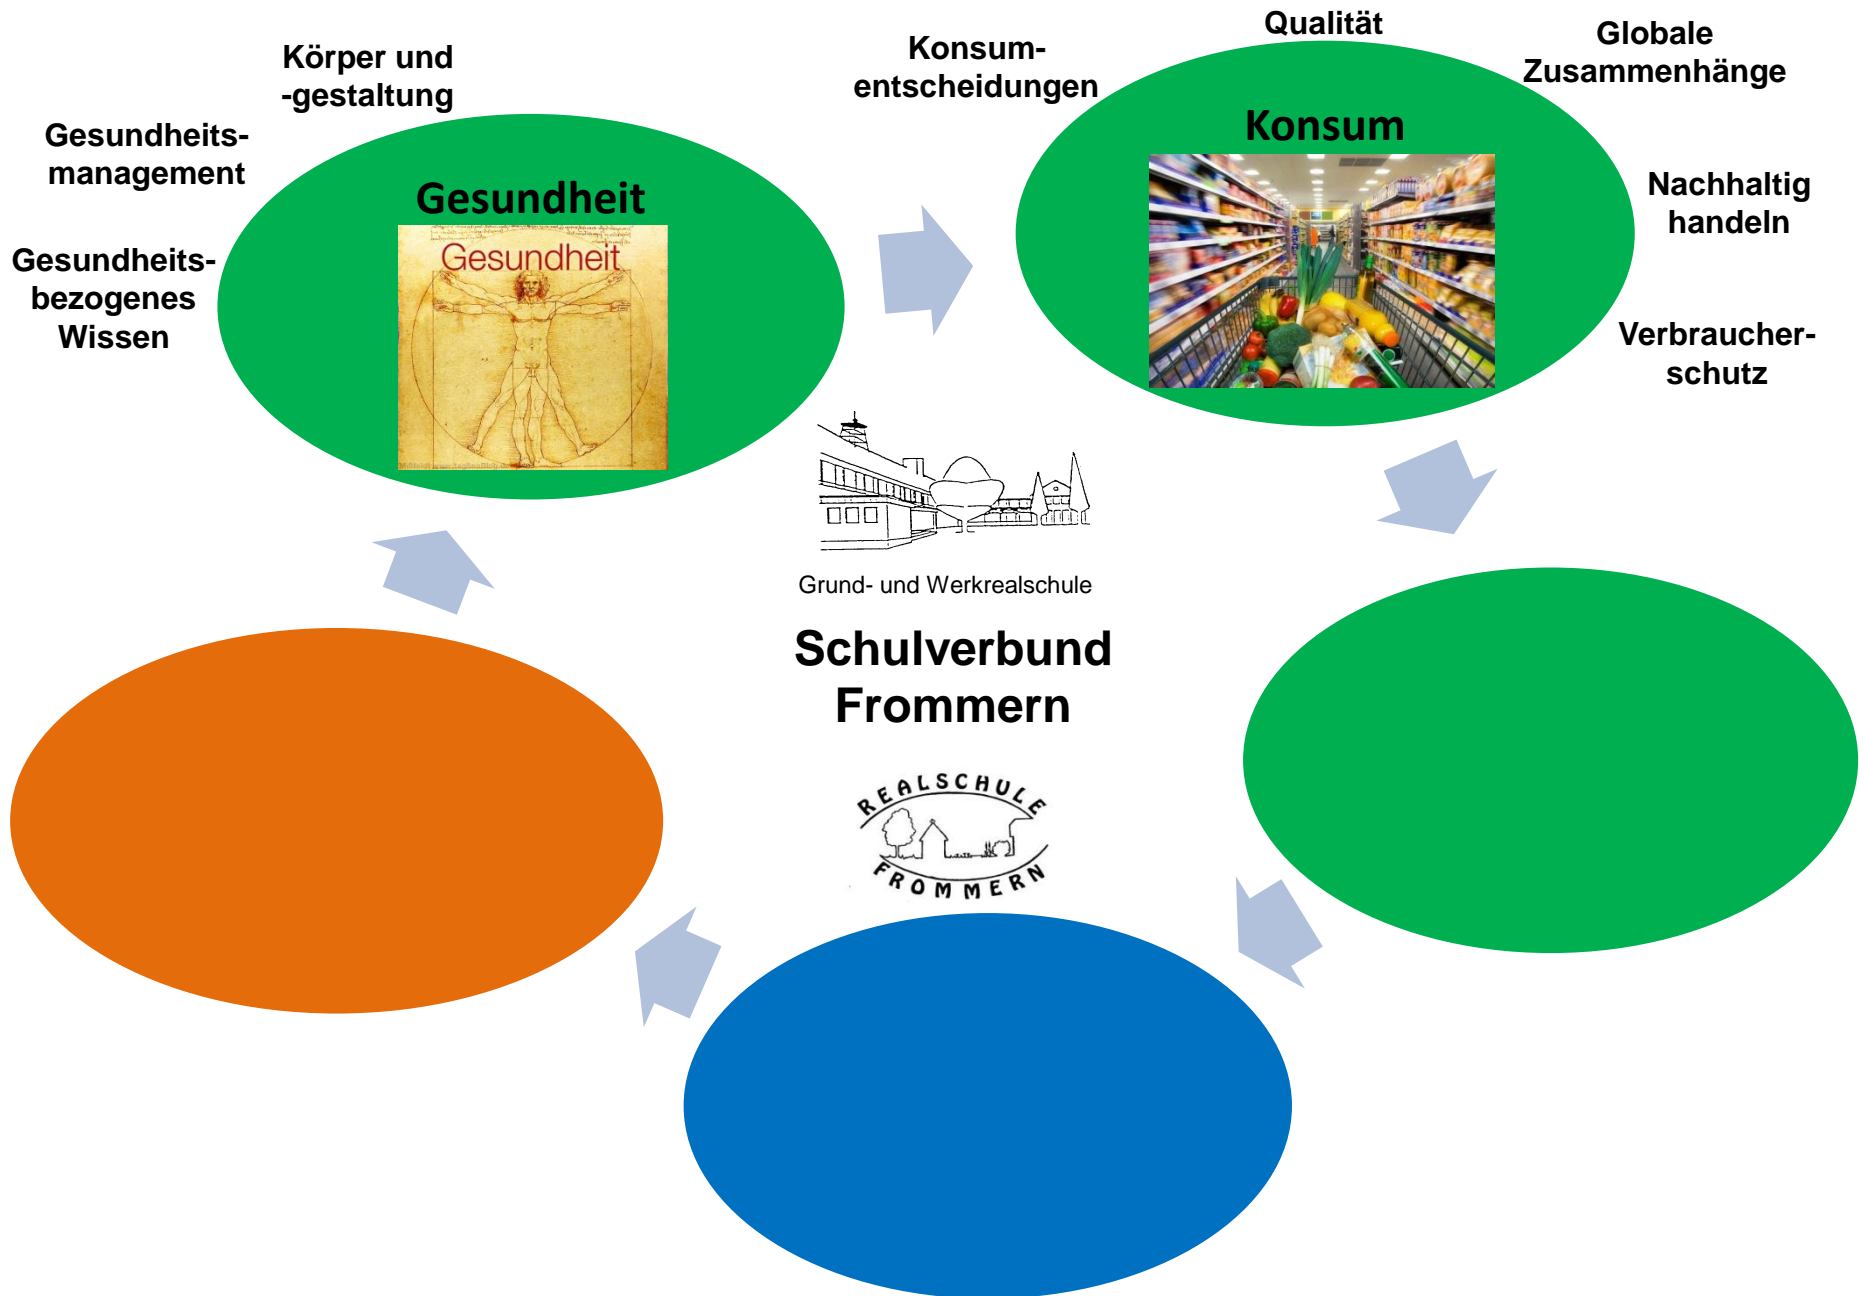 Körper und
-gestaltung
Gesundheits-
management
Gesundheits-
bezogenes
Wissen
Gesundheit
Gesundheit
Konsum-
entscheidungen
Qualität
Globale
Zusammenhänge
Konsum
Nachhaltig
handeln
Verbraucher-
schutz
Grund- und Werkrealschule
Schulverbund
Frommern
REALSCHULE
FROMMERN